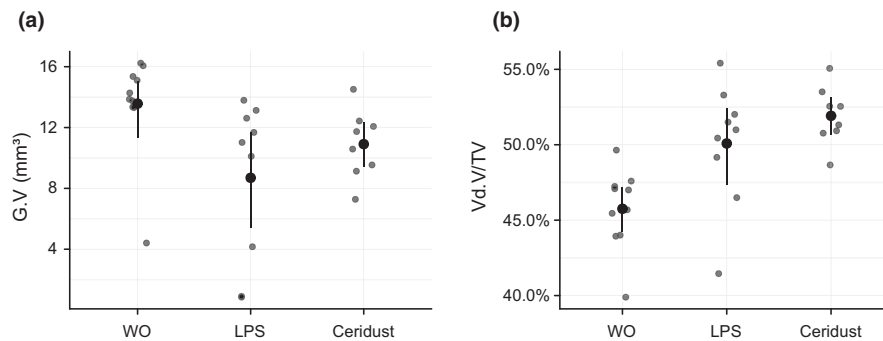 (a)
G.V (mm³)
16
12
8
4
WO LPS Ceridust
(b)
Vd.V/TV
55.0%
50.0%
45.0%
40.0%
WO LPS Ceridust